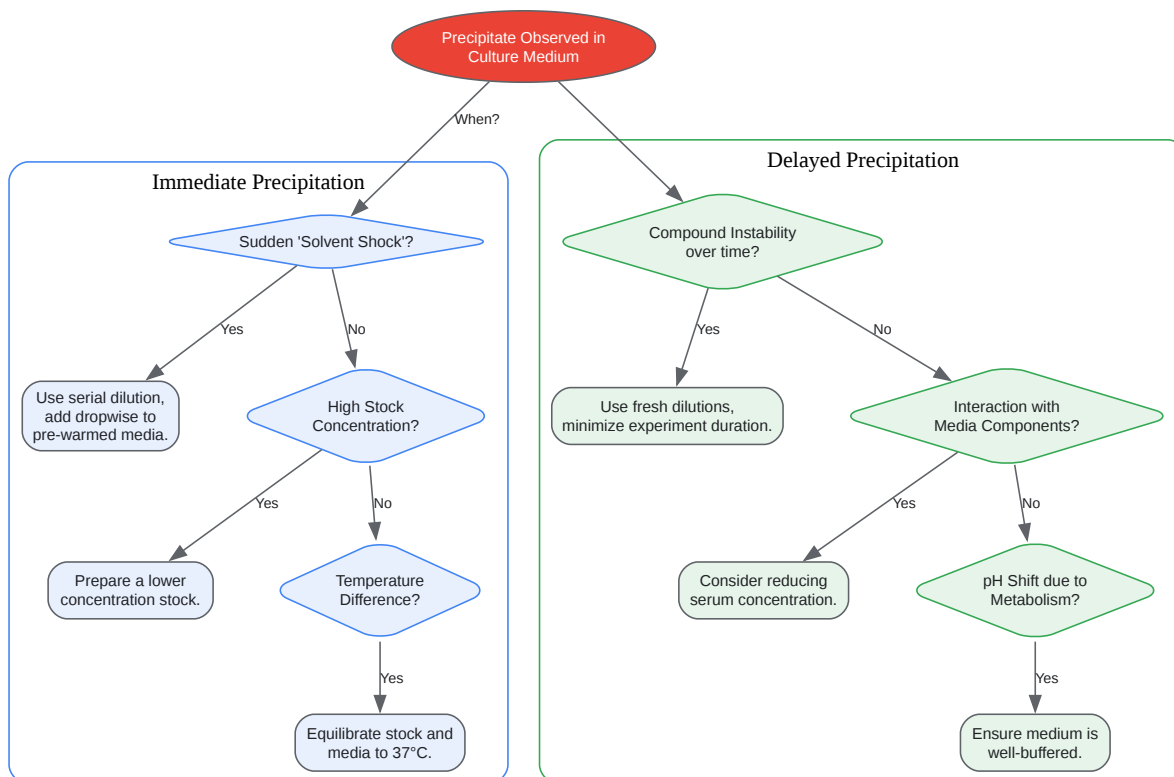 Precipitate Observed in
Culture Medium
When?
Immediate Precipitation
Sudden 'Solvent Shock'?
Yes
No
Use serial dilution,
add dropwise to
pre-warmed media.
High Stock
Concentration?
Yes
No
Prepare a lower
concentration stock.
Temperature
Difference?
Yes
Equilibrate stock and
media to 37°C.
Delayed Precipitation
Compound Instability
over time?
Yes
No
Use fresh dilutions,
minimize experiment duration.
Interaction with
Media Components?
Yes
No
Consider reducing
serum concentration.
pH Shift due to
Metabolism?
Yes
Ensure medium is
well-buffered.